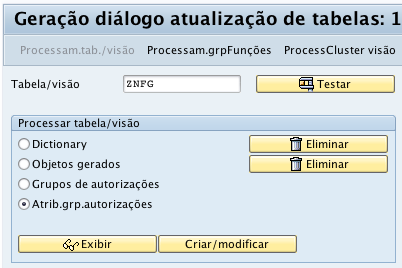 Geração diálogo atualização de tabelas: 1
Processam.tab./visão Processam.grpFunções ProcessCluster visão
Tabela/visão ZNFG Testar
Processar tabela/visão
Dictionary Eliminar
Objetos gerados Eliminar
Grupos de autorizações
Atrib.grp.autorizações
Exibir Criar/modificar